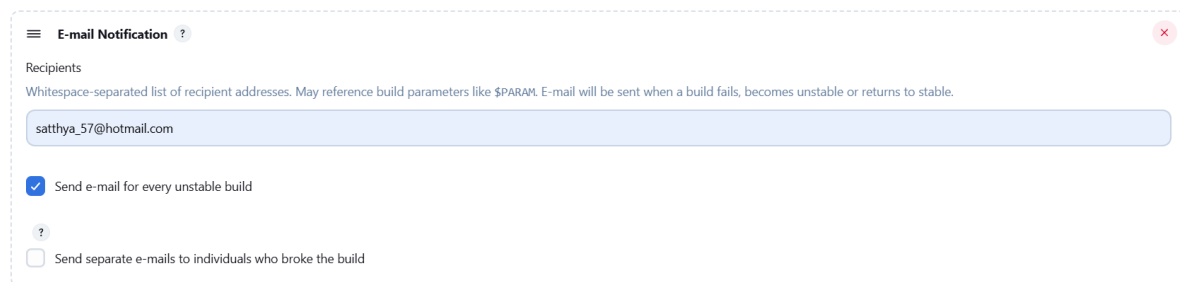 E-mail Notification ?
Recipients
Whitespace-separated list of recipient addresses. May reference build parameters like $PARAM. E-mail will be sent when a build fails, becomes unstable or returns to stable.
satthya_57@hotmail.com
Send e-mail for every unstable build
?
Send separate e-mails to individuals who broke the build